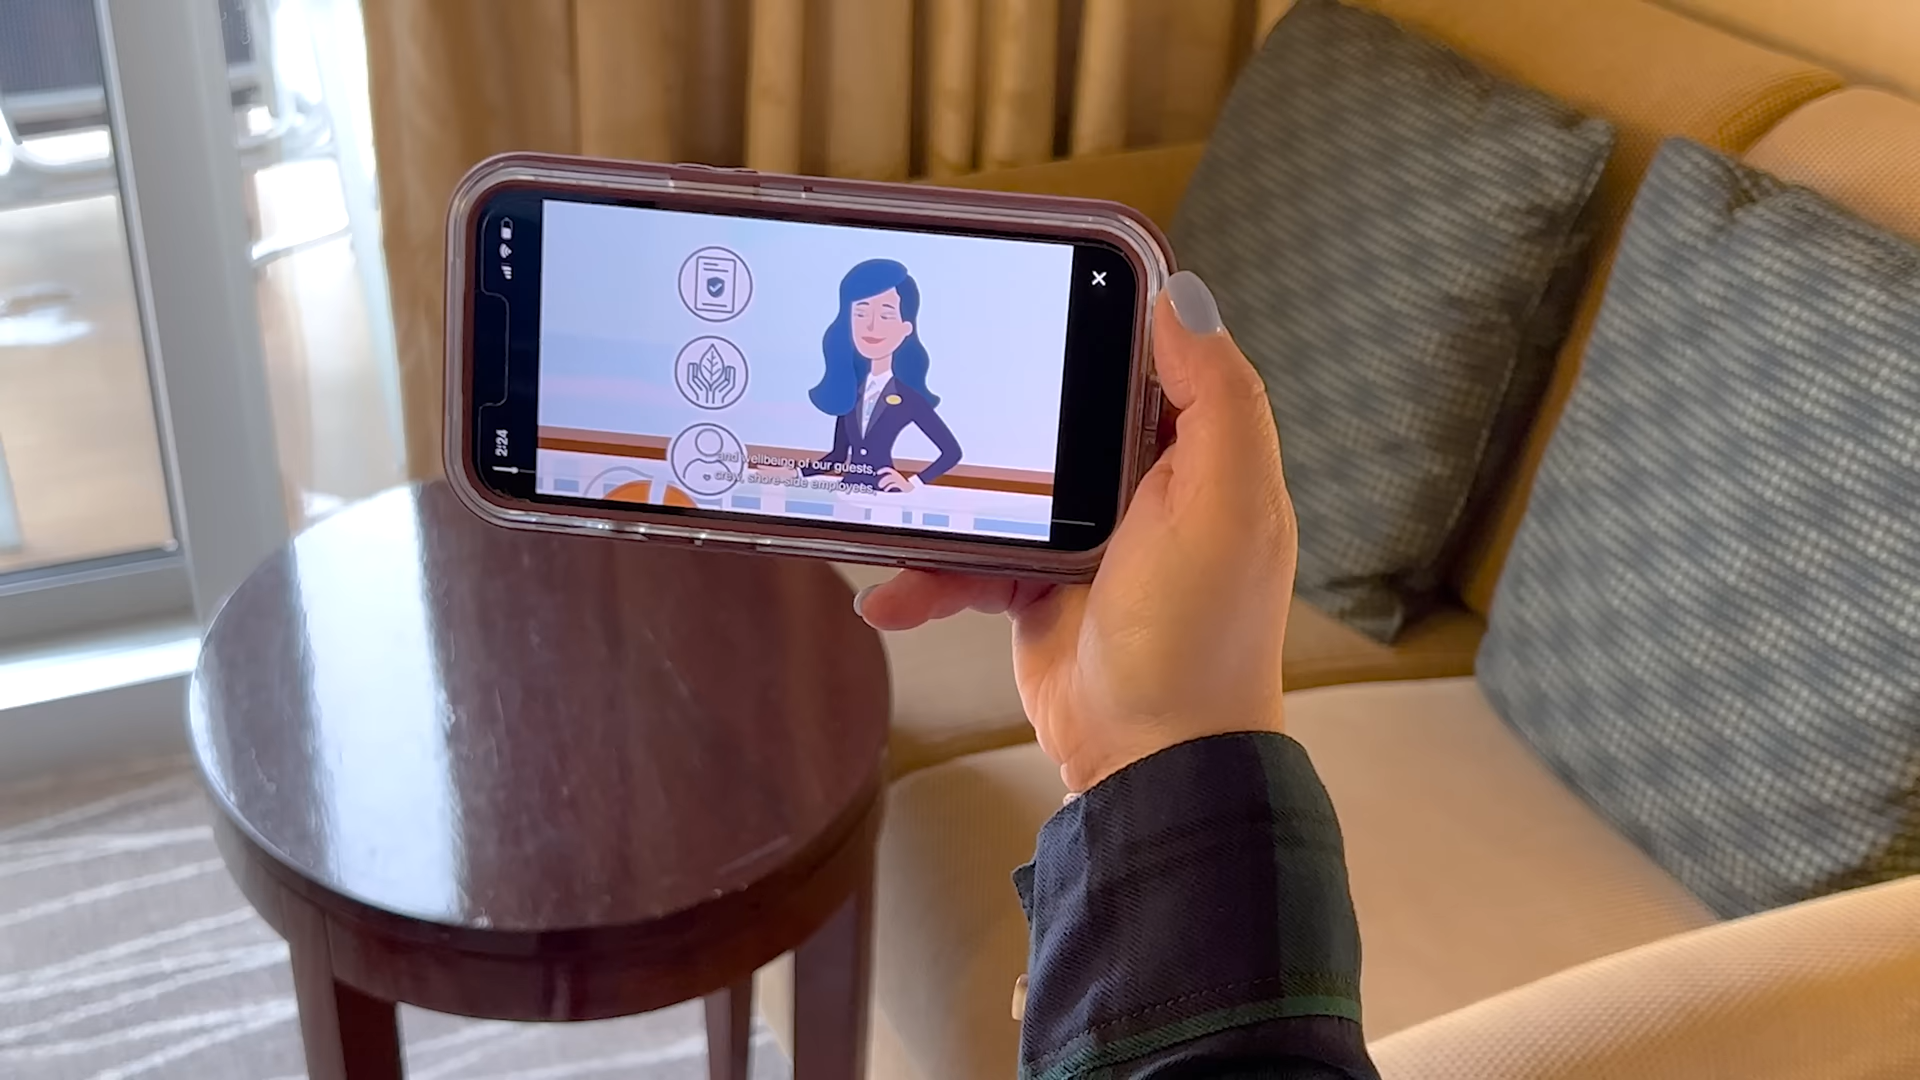 2:24
and wellbeing of our guests,
crew, shore-side employees,